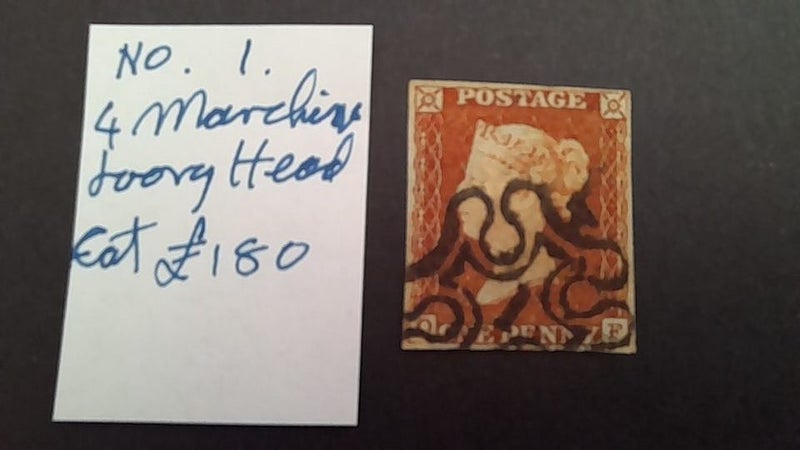 NO. 1.
4 Marchins
Ivory Head
Cat £180
POSTAGE
ONE PENNY
F